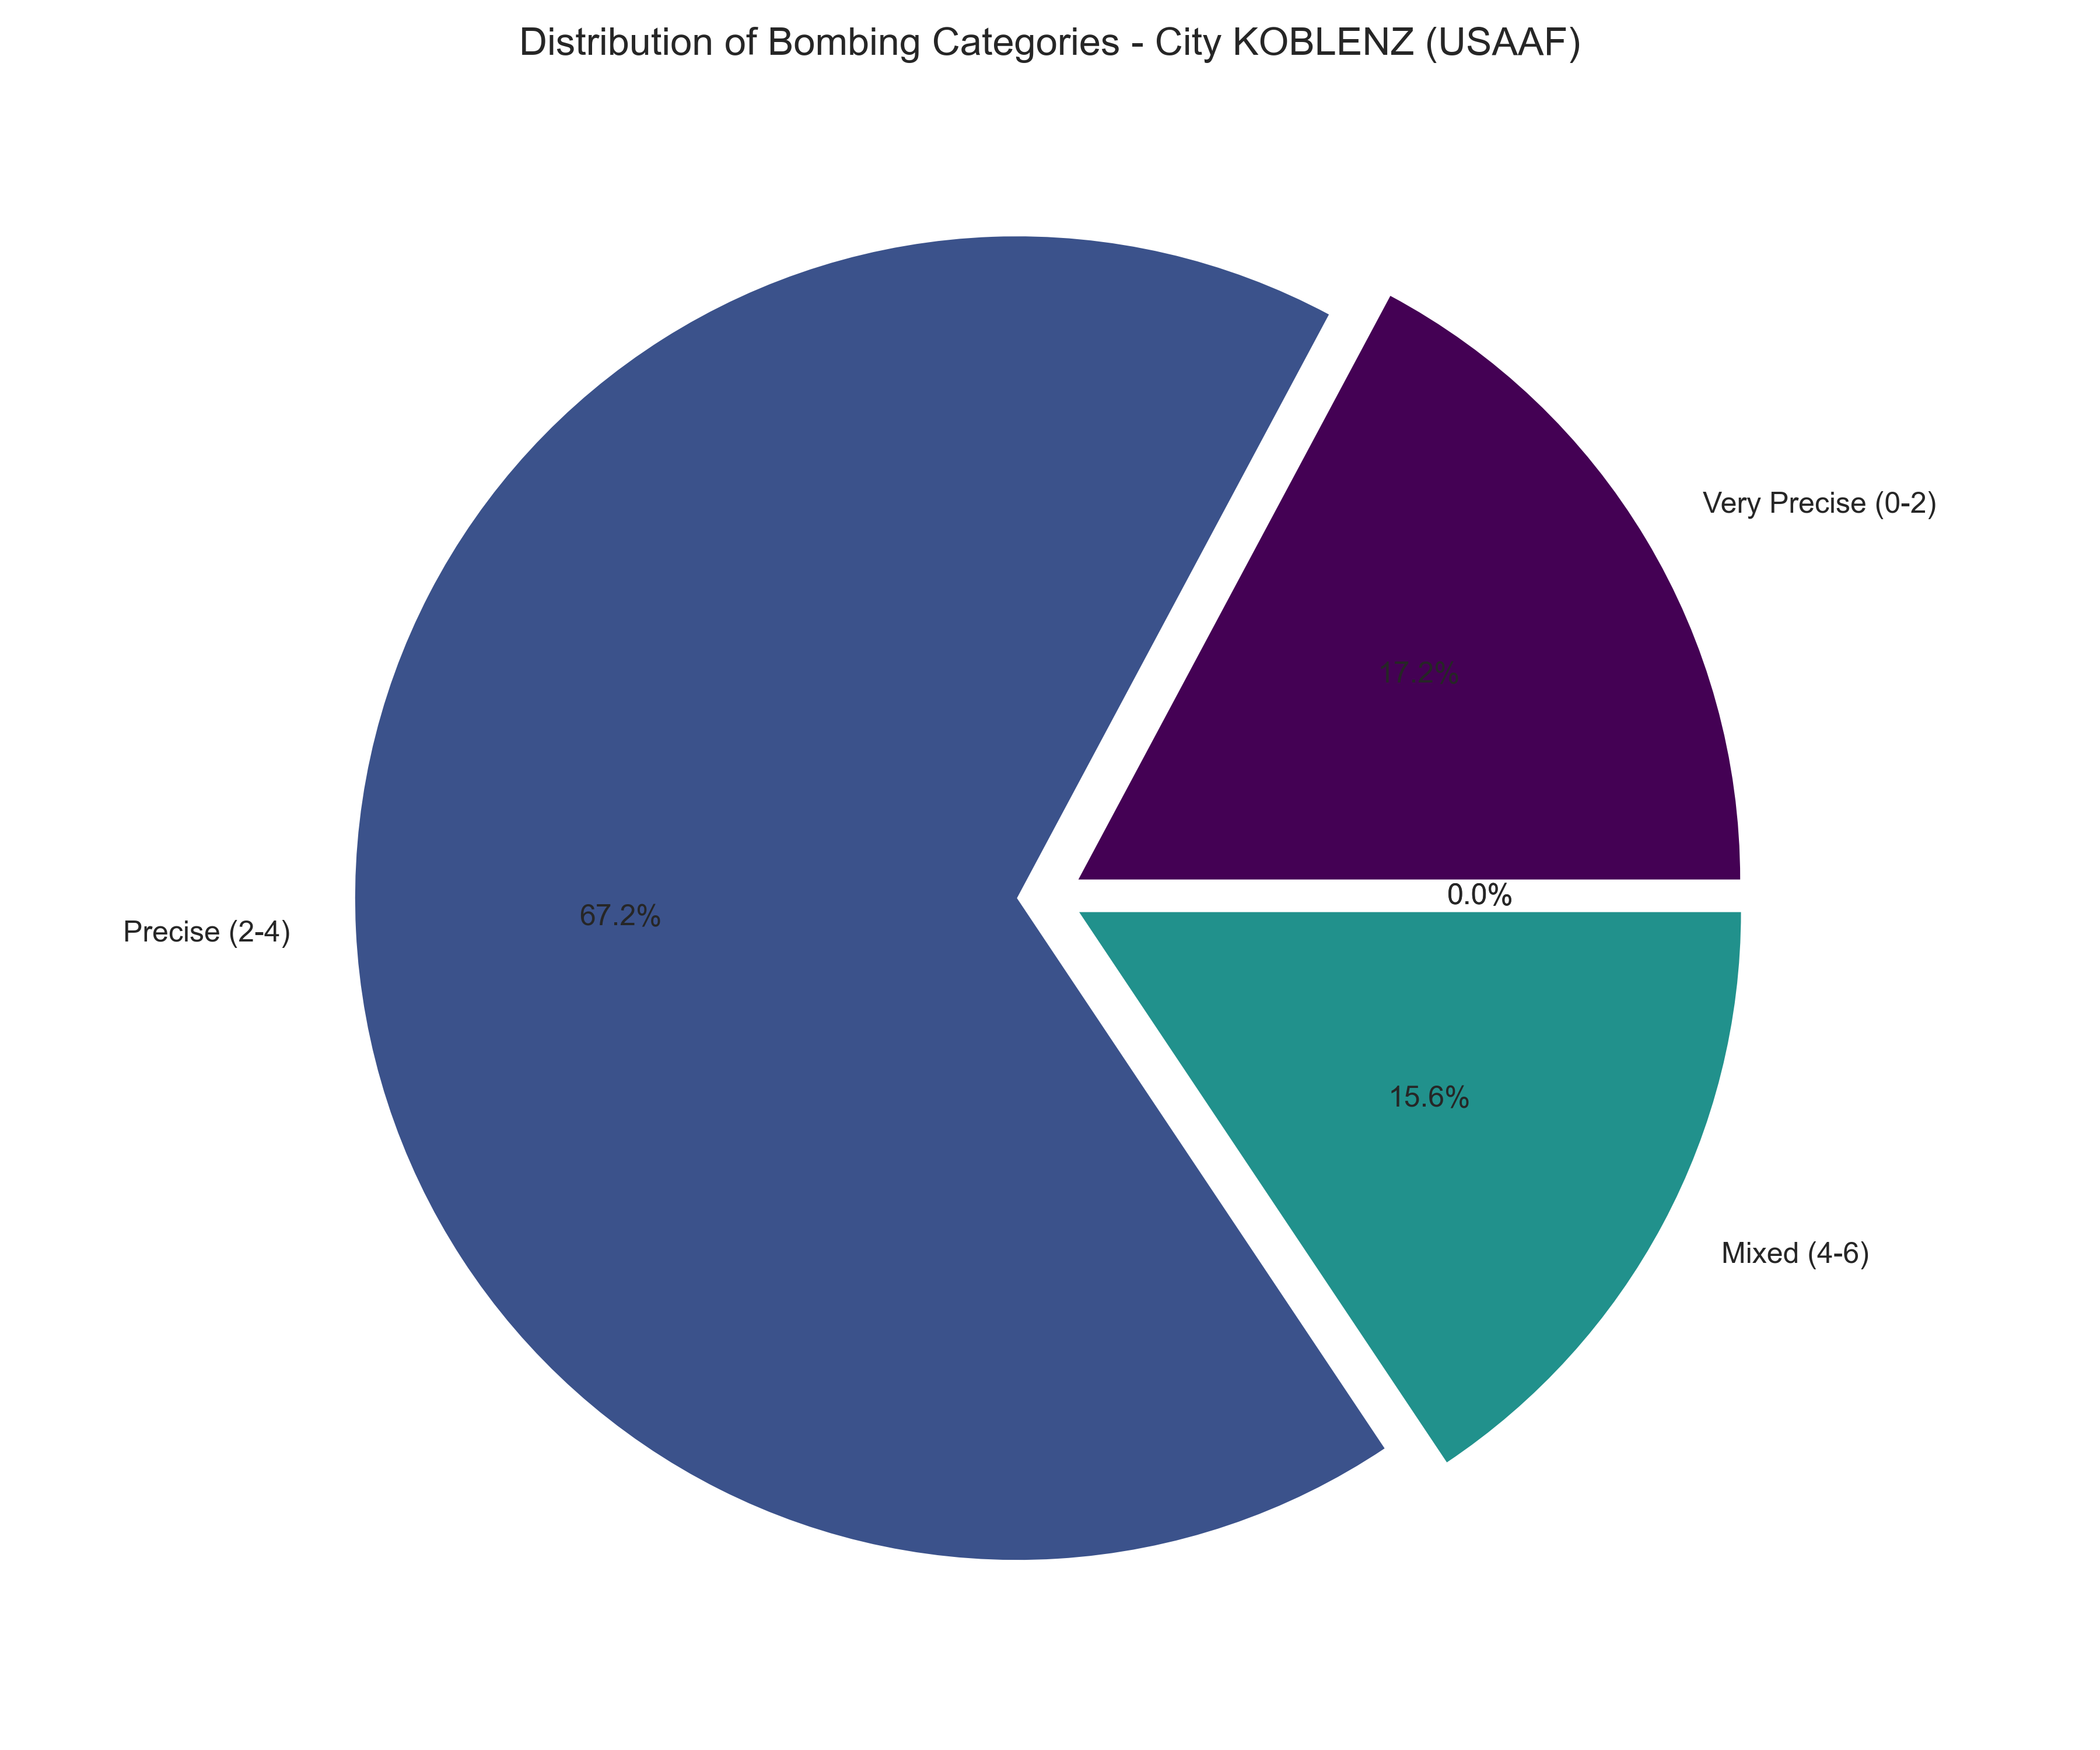 Distribution of Bombing Categories - City KOBLENZ (USAAF)
Very Precise (0-2)
17.2%
0.0%
67.2%
Precise (2-4)
15.6%
Mixed (4-6)